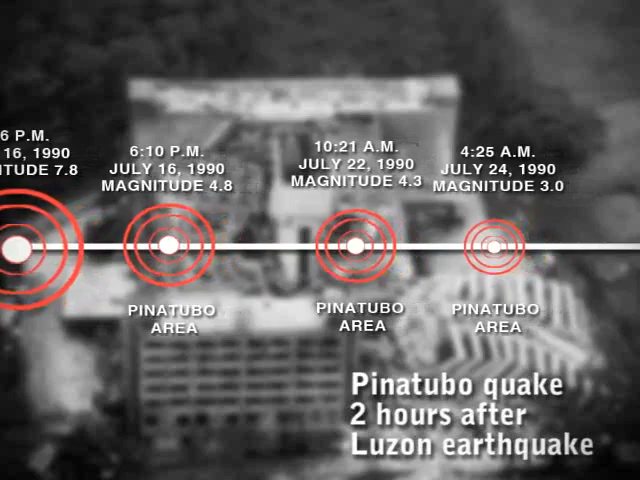 6 P.M.
16, 1990
ITUDE 7.8
6:10 P.M.
JULY 16, 1990
MAGNITUDE 4.8
10:21 A.M.
JULY 22, 1990
MAGNITUDE 4.3
4:25 A.M.
JULY 24, 1990
MAGNITUDE 3.0
PINATUBO
AREA
PINATUBO
AREA
PINATUBO
AREA
Pinatubo quake
2 hours after
Luzon earthquake